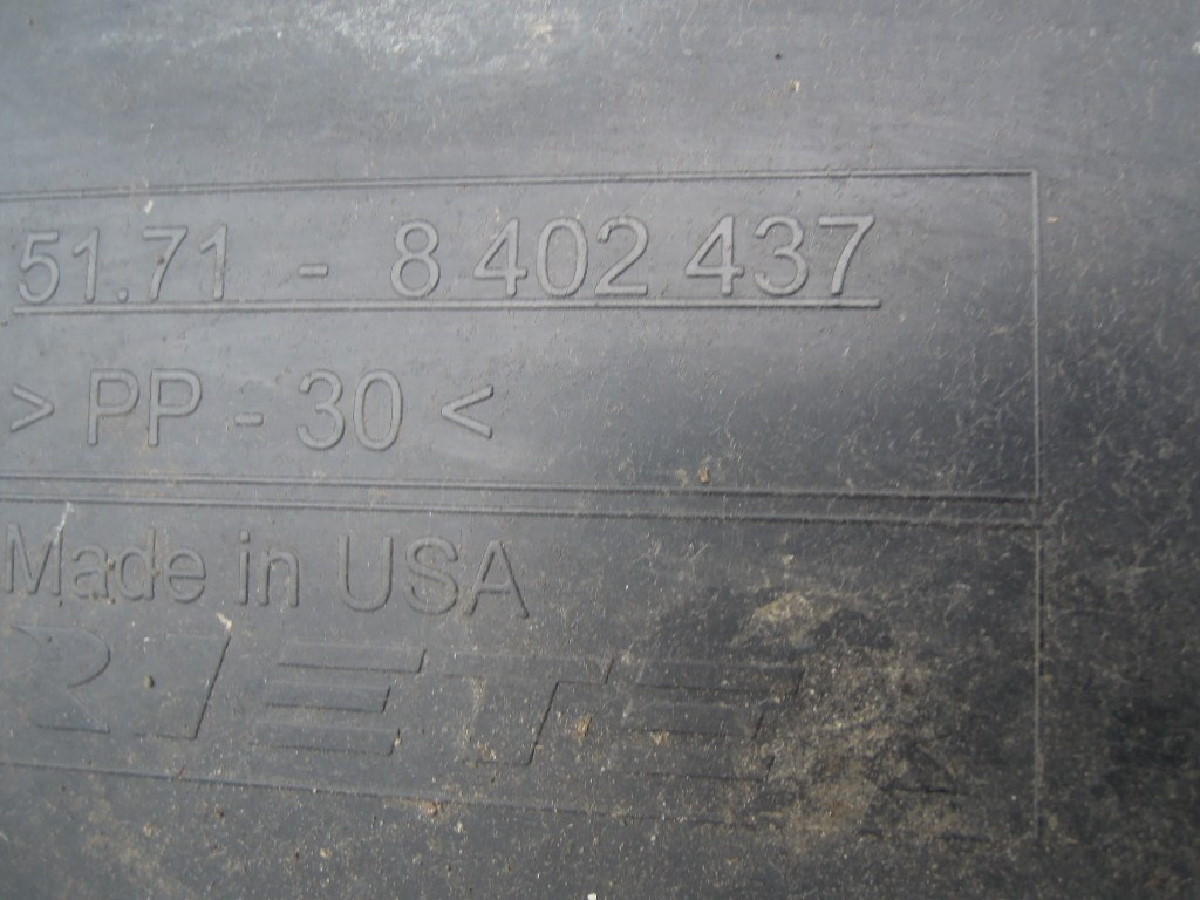 51.71 - 8 402 437
> PP - 30 <
Made in USA